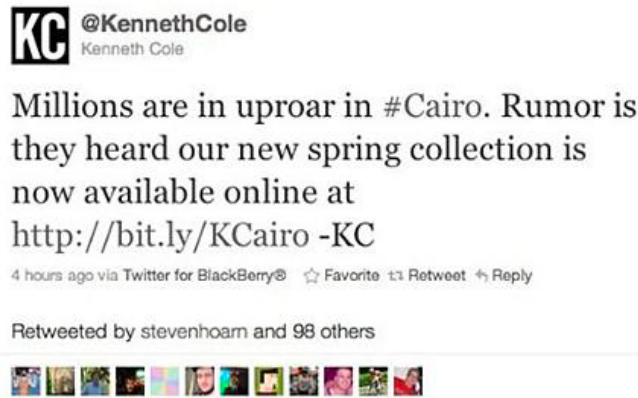 KC @KennethCole
Kenneth Cole
Millions are in uproar in #Cairo. Rumor is
they heard our new spring collection is
now available online at
http://bit.ly/KCairo -KC
4 hours ago via Twitter for BlackBerry® Favorite Retweet Reply
Retweeted by stevenhoarn and 98 others